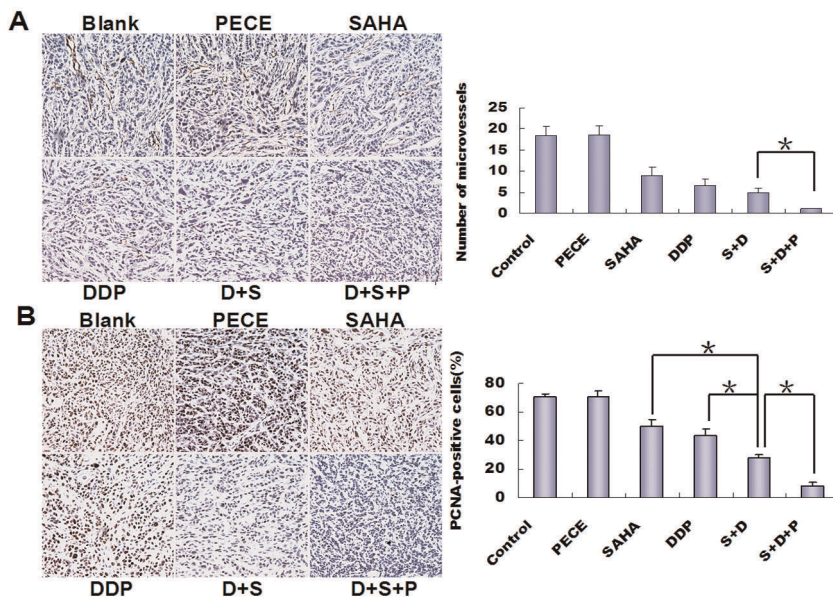 A
Blank PECE SAHA
DDP D+S D+S+P
Number of microvessels
25
20
15
10
5
0
Control PECE SAHA DDP S+D S+D+P
*
B
Blank PECE SAHA
DDP D+S D+S+P
PCNA-positive cells(%)
80
60
40
20
0
Control PECE SAHA DDP S+D S+D+P
*
* *